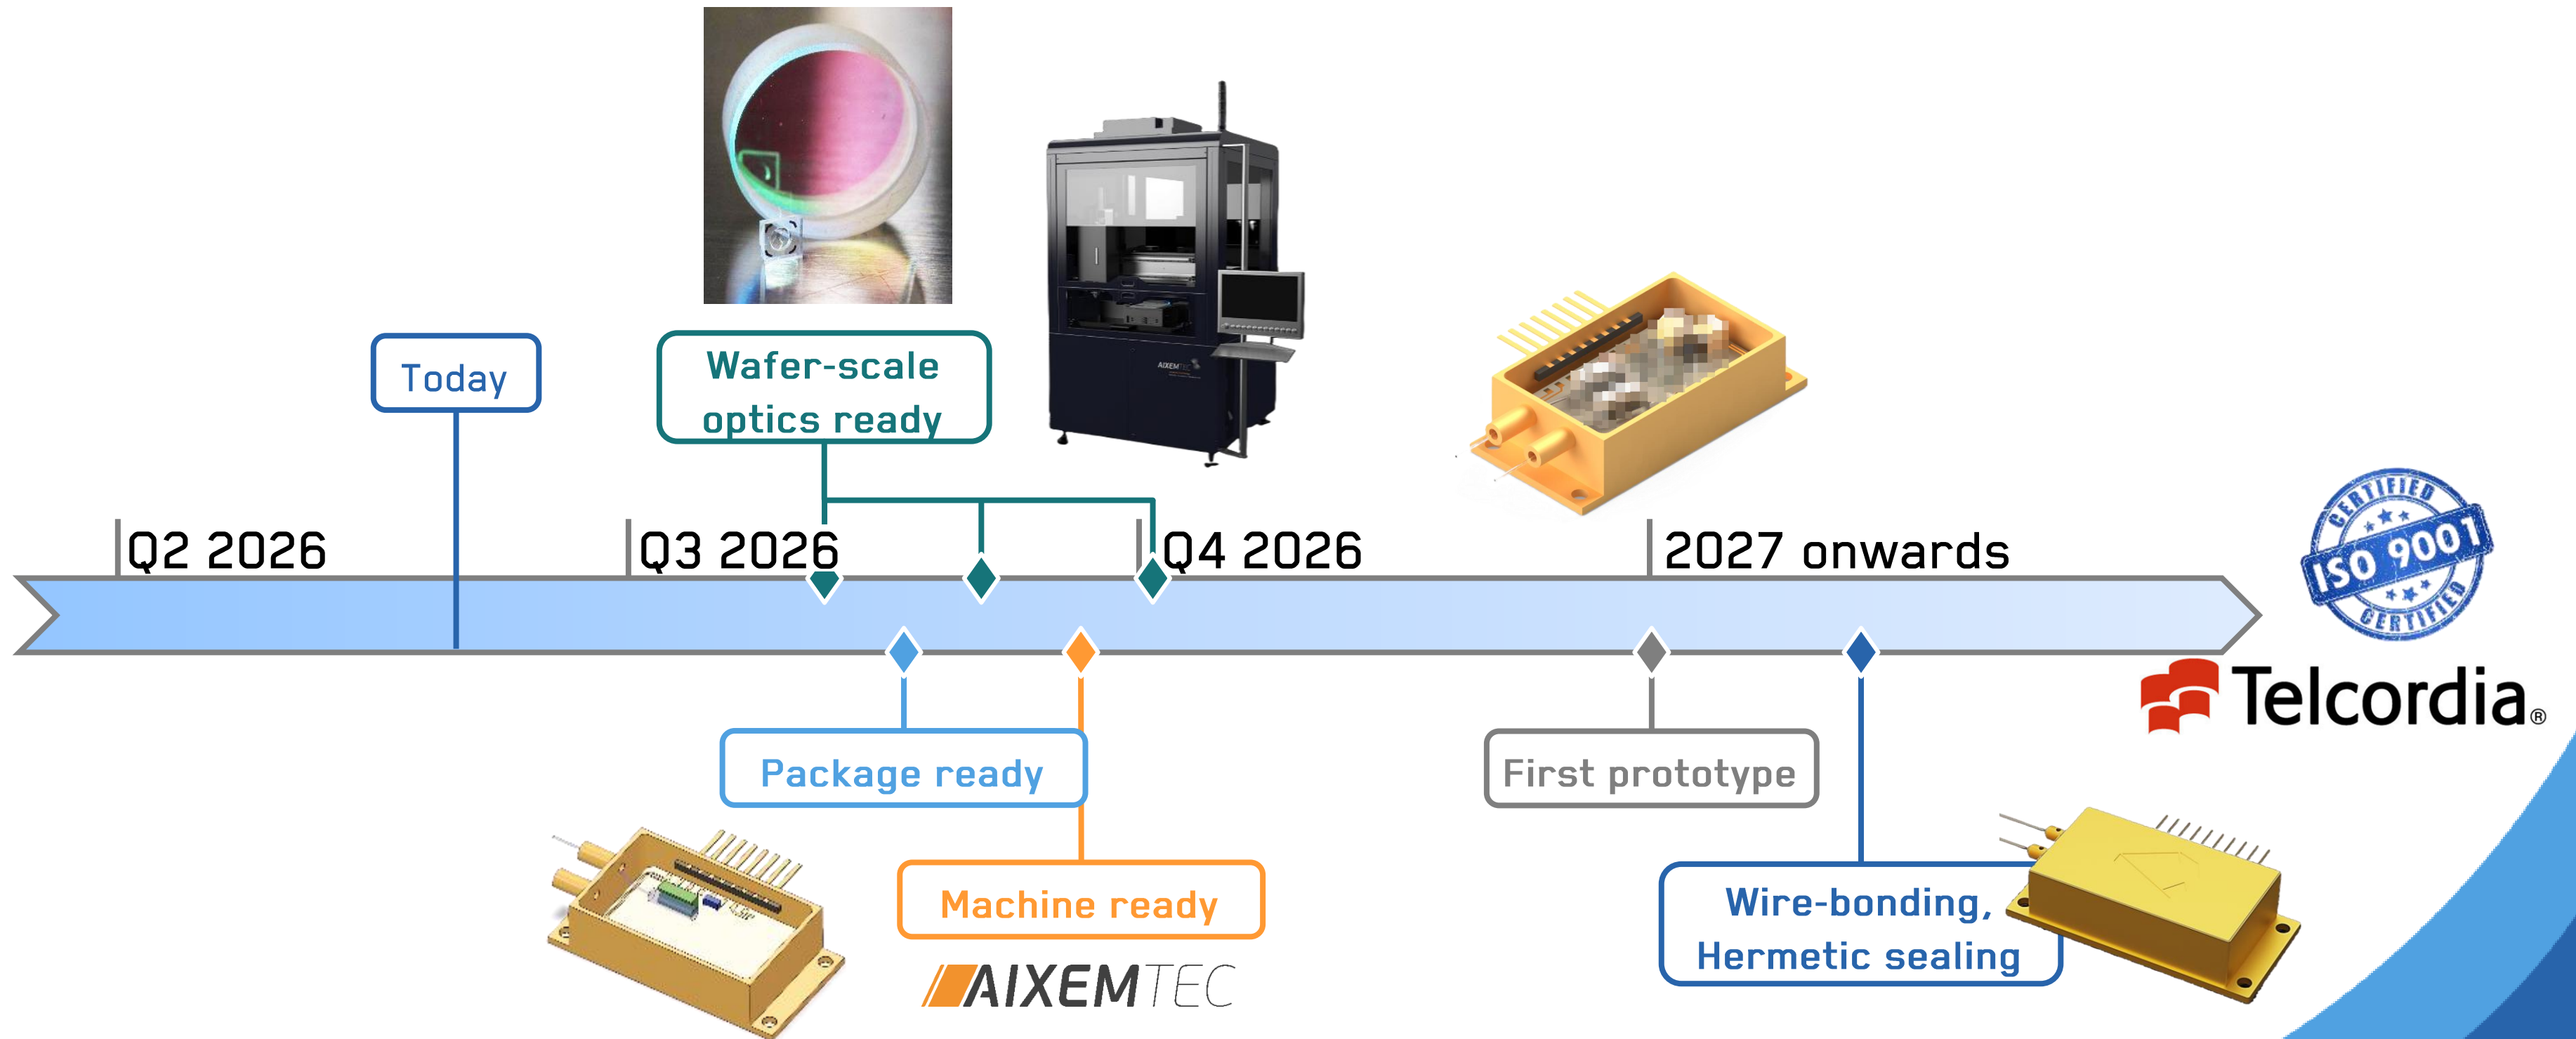 Today
Wafer-scale
optics ready
AIXEMTEC
Q2 2026
Q3 2026
Q4 2026
2027 onwards
CERTIFIED
ISO 9001
CERTIFIED
Telcordia®
Package ready
First prototype
Machine ready
Wire-bonding,
Hermetic sealing
AIXEMTEC